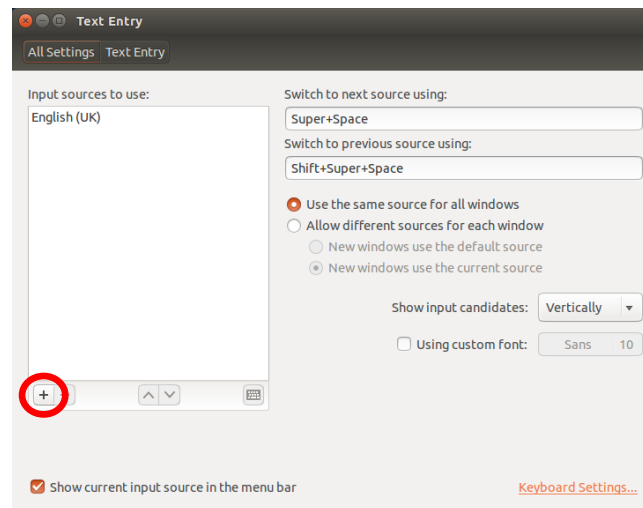 Text Entry
All Settings Text Entry
Input sources to use:
English (UK)
Switch to next source using:
Super+Space
Switch to previous source using:
Shift+Super+Space
Use the same source for all windows
Allow different sources for each window
New windows use the default source
New windows use the current source
Show input candidates: Vertically
Using custom font: Sans 10
Show current input source in the menu bar
Keyboard Settings...